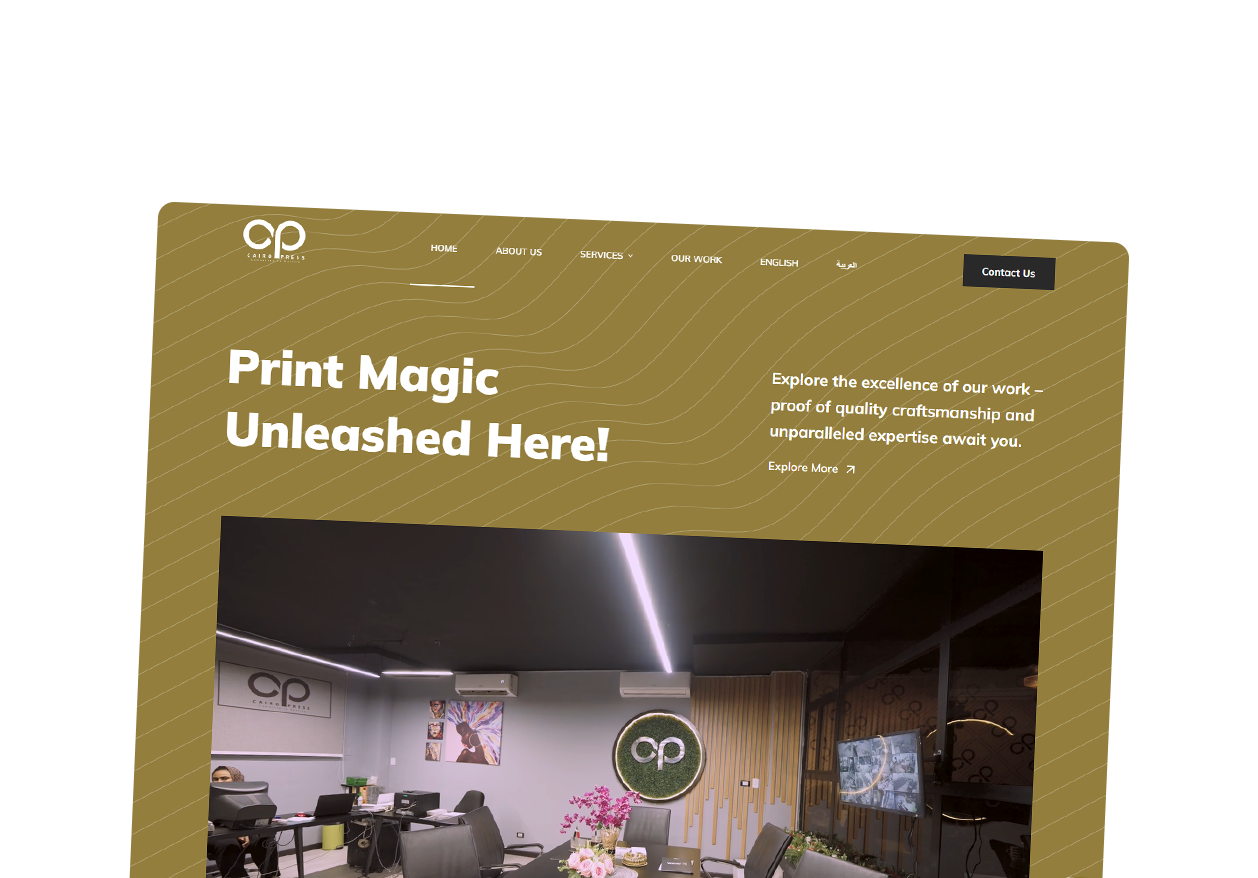 cp
CAIRO PRESS
HOME
ABOUT US
SERVICES
OUR WORK
ENGLISH
العربية
Contact Us
Print Magic
Unleashed Here!
Explore the excellence of our work –
proof of quality craftsmanship and
unparalleled expertise await you.
Explore More
cp
CAIRO PRESS
cp